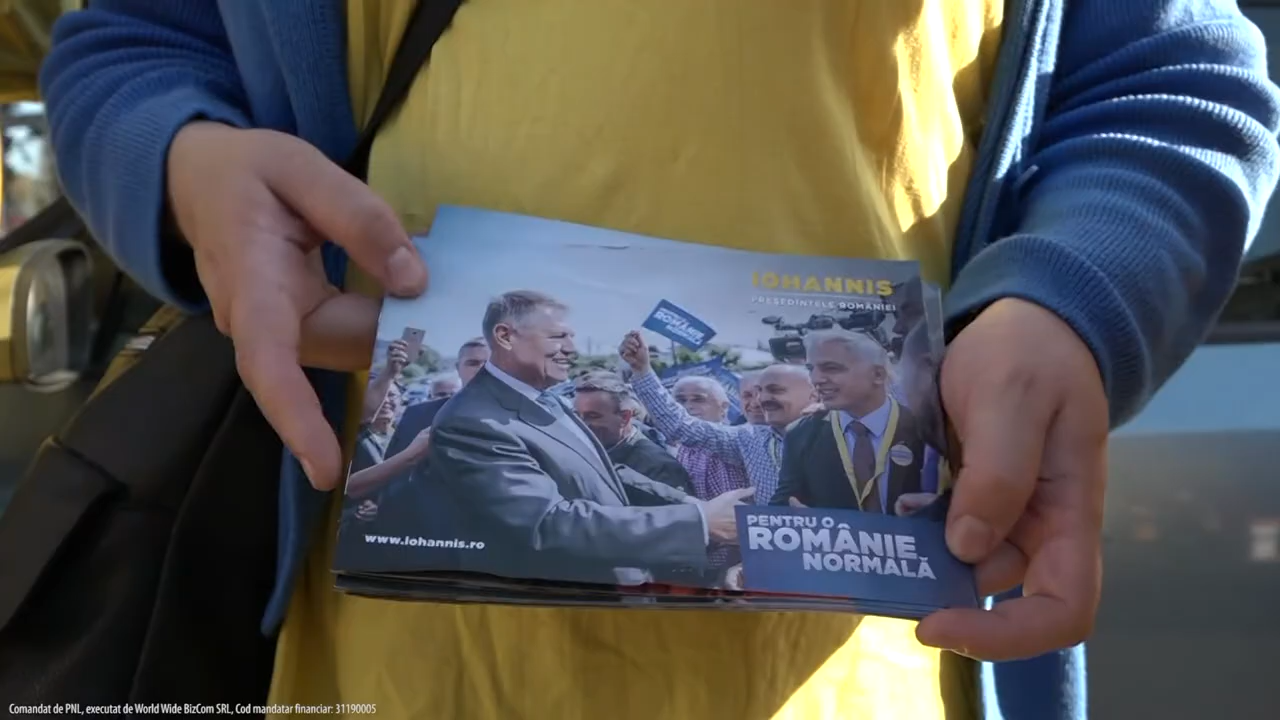 IOHANNIS
PREȘEDINTELE ROMÂNIEI
ROMÂNIE
www.iohannis.ro
PENTRU O
ROMÂNIE
NORMALĂ
Comandat de PNL, executat de World Wide BizCom SRL, Cod mandatar financiar: 31190005